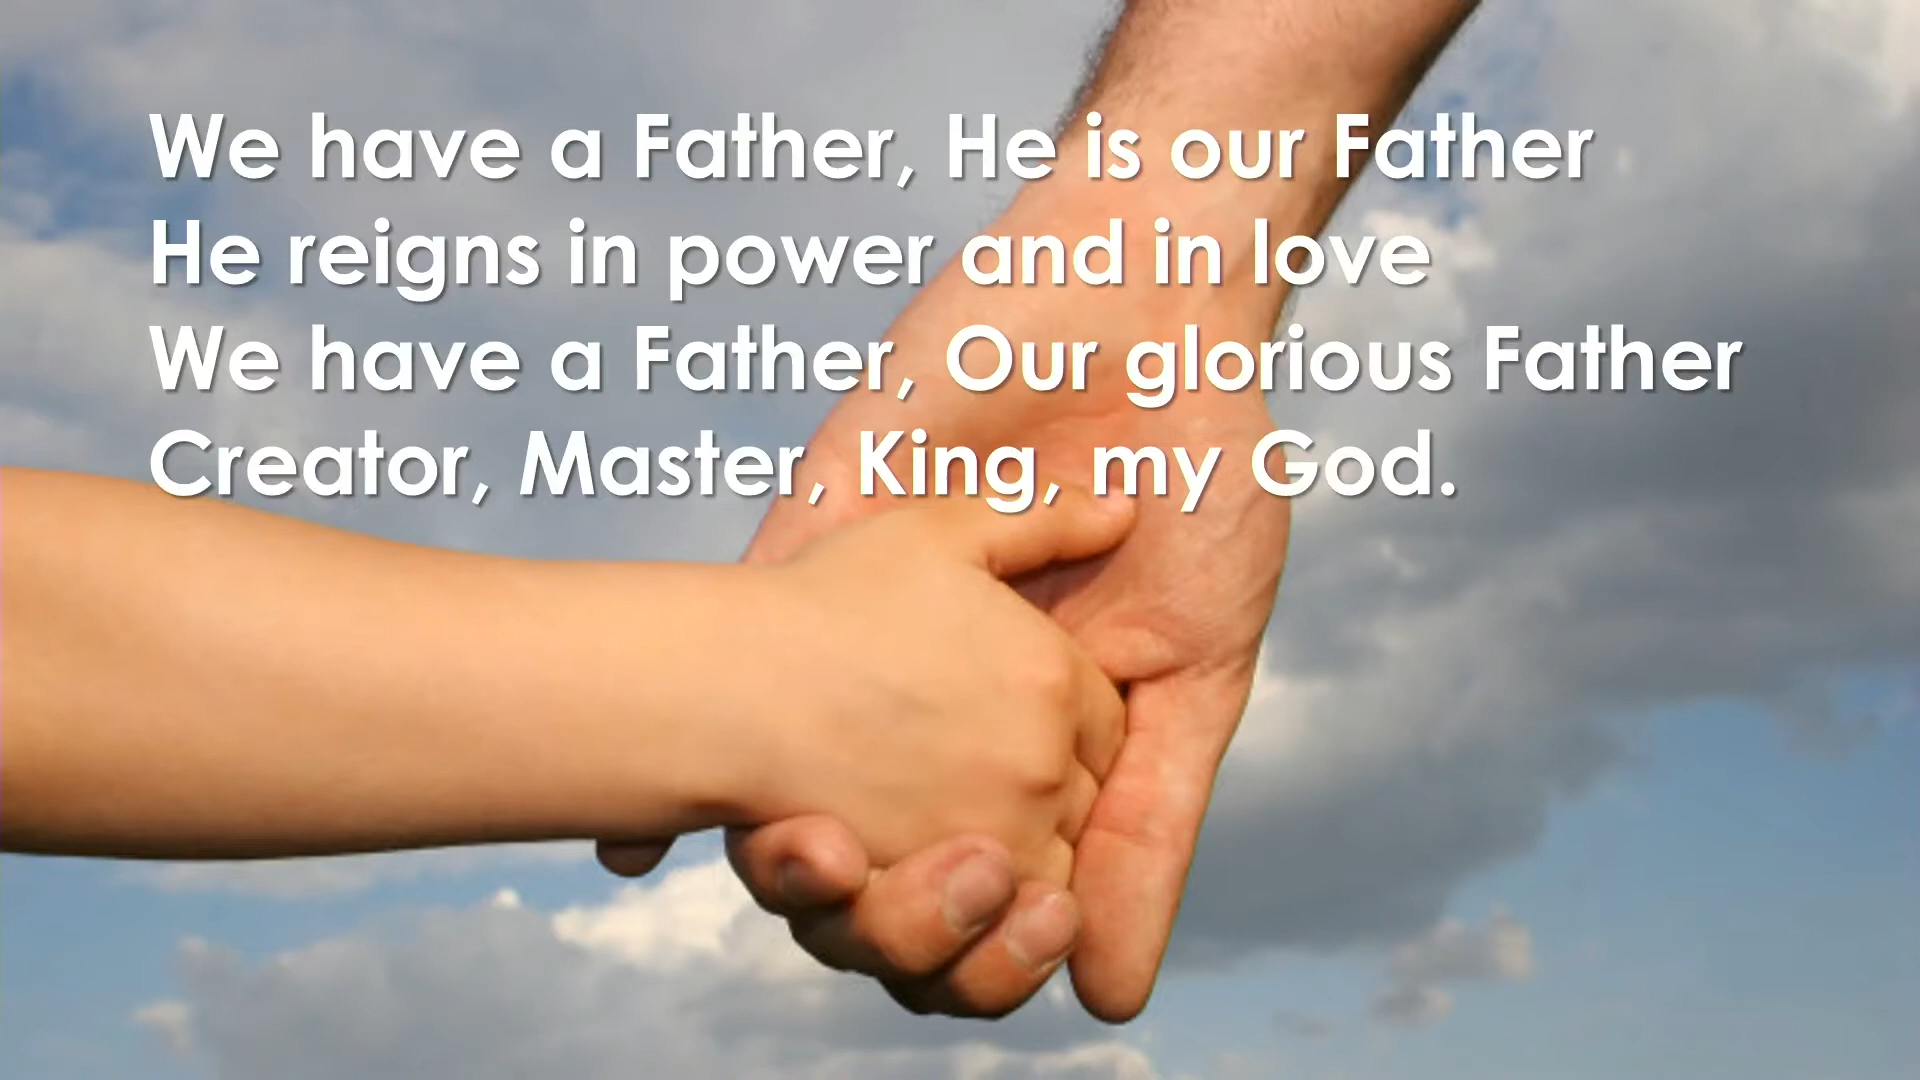 We have a Father, He is our Father
He reigns in power and in love
We have a Father, Our glorious Father
Creator, Master, King, my God.